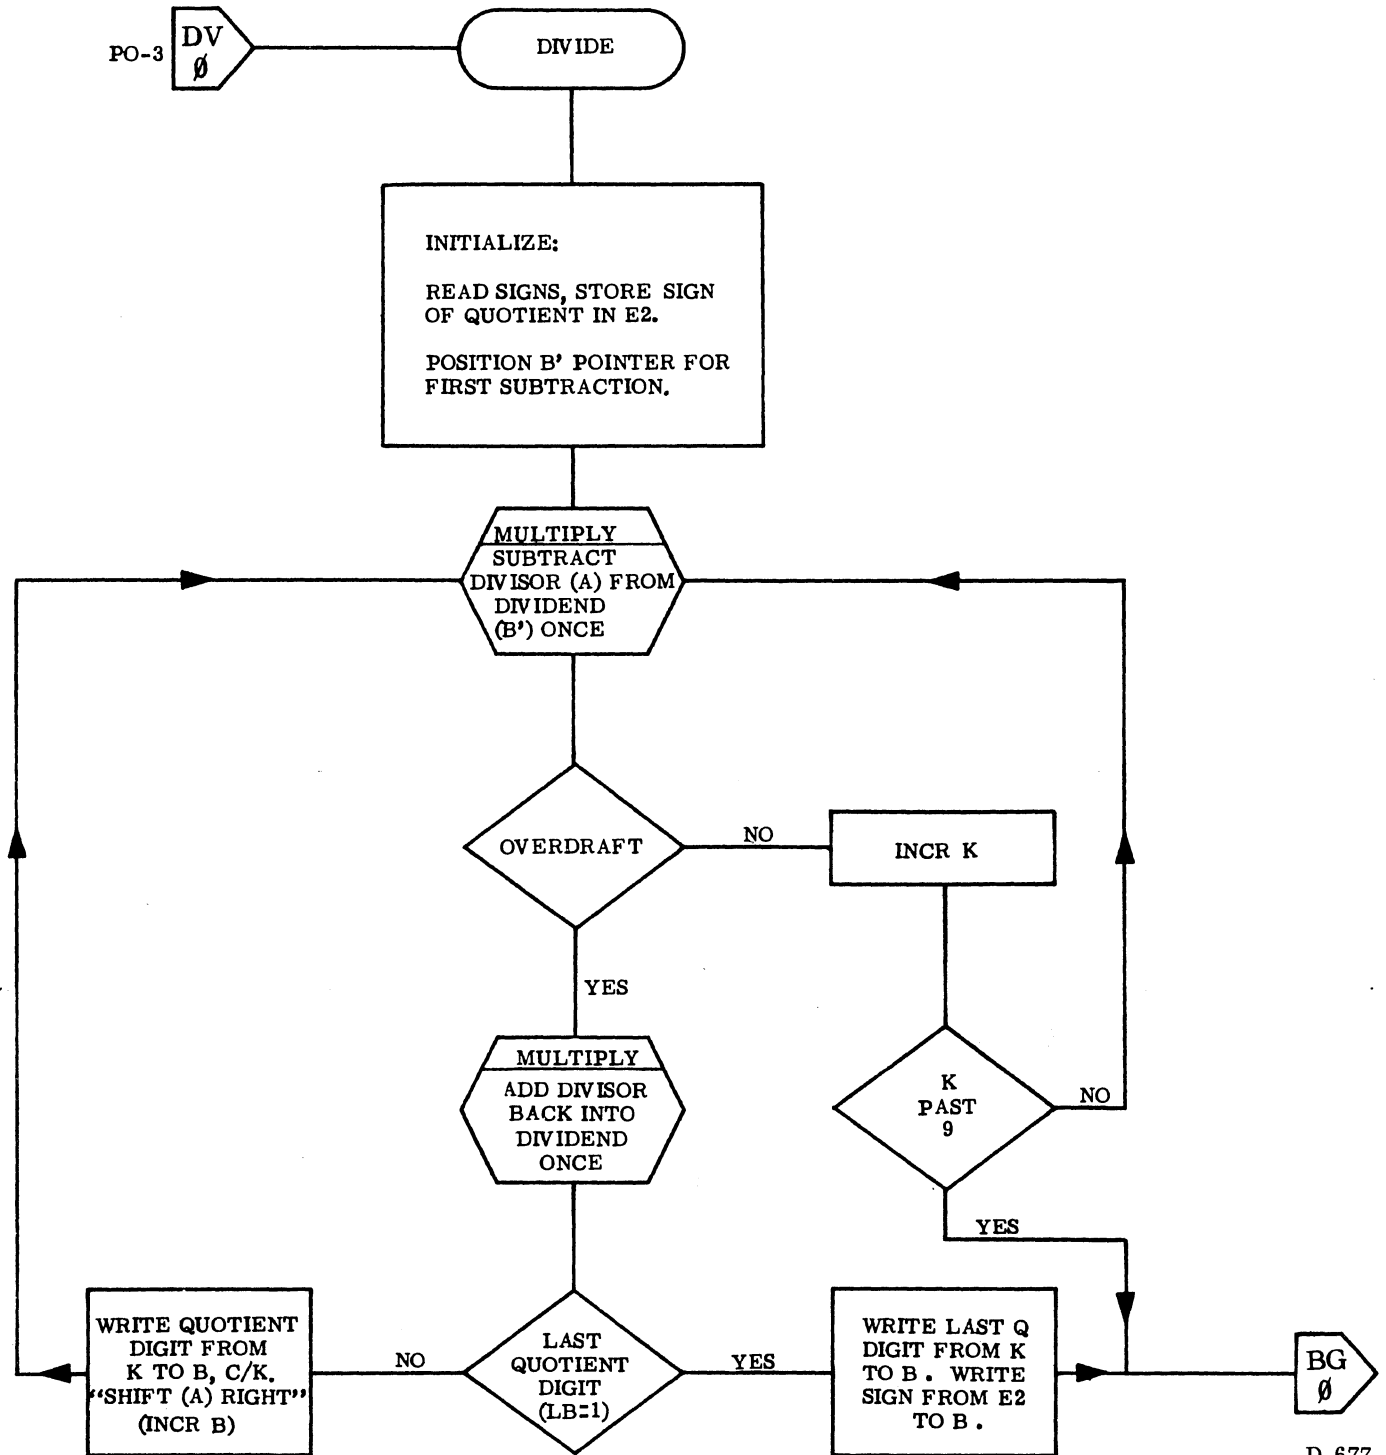 PO-3
DV
Ø
DIVIDE
INITIALIZE:
READ SIGNS, STORE SIGN
OF QUOTIENT IN E2.
POSITION B' POINTER FOR
FIRST SUBTRACTION.
MULTIPLY
SUBTRACT
DIVISOR (A) FROM
DIVIDEND
(B') ONCE
OVERDRAFT
NO
INCR K
YES
MULTIPLY
ADD DIVISOR
BACK INTO
DIVIDEND
ONCE
K
PAST
9
NO
YES
WRITE QUOTIENT
DIGIT FROM
K TO B, C/K.
"SHIFT (A) RIGHT"
(INCR B)
NO
LAST
QUOTIENT
DIGIT
(LB=1)
YES
WRITE LAST Q
DIGIT FROM K
TO B. WRITE
SIGN FROM E2
TO B.
BG
Ø